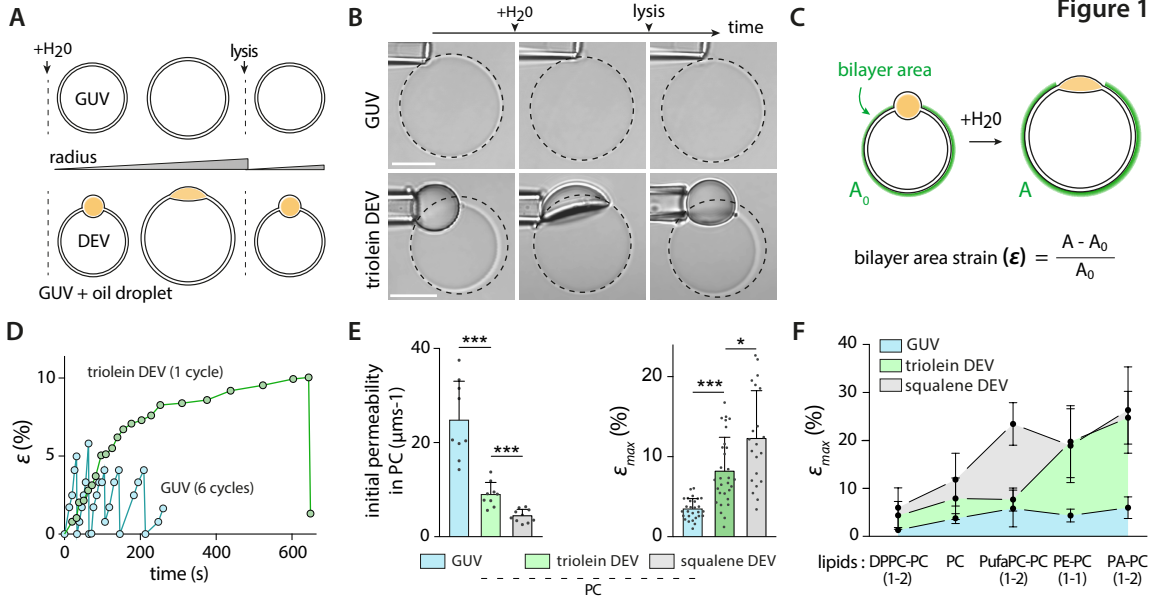 Figure 1
A
+H20
lysis
GUV
radius
DEV
GUV + oil droplet
B
+H20
lysis
time
GUV
triolein DEV
C
bilayer area
+H20
A0
A
bilayer area strain (ε) = A - A0 / A0
D
ε (%)
10
5
0
triolein DEV (1 cycle)
GUV (6 cycles)
0 200 400 600
time (s)
E
initial permeability
in PC (µms-1)
40
20
0
***
***
εmax (%)
20
10
0
***
*
GUV triolein DEV squalene DEV
PC
F
GUV
triolein DEV
squalene DEV
εmax (%)
40
30
20
10
0
lipids : DPPC-PC PC PufaPC-PC PE-PC PA-PC
(1-2) (1-2) (1-1) (1-2)